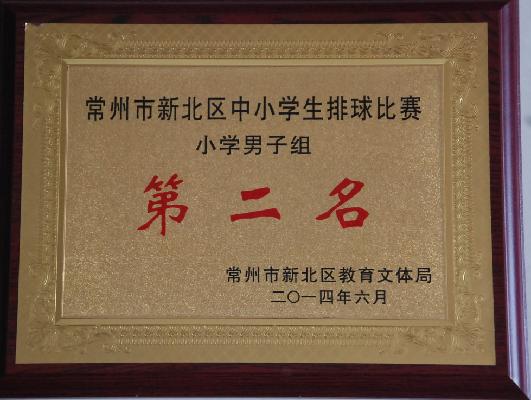 常州市新北区中小学生排球比赛
小学男子组
第二名
常州市新北区教育文体局
二〇一四年六月